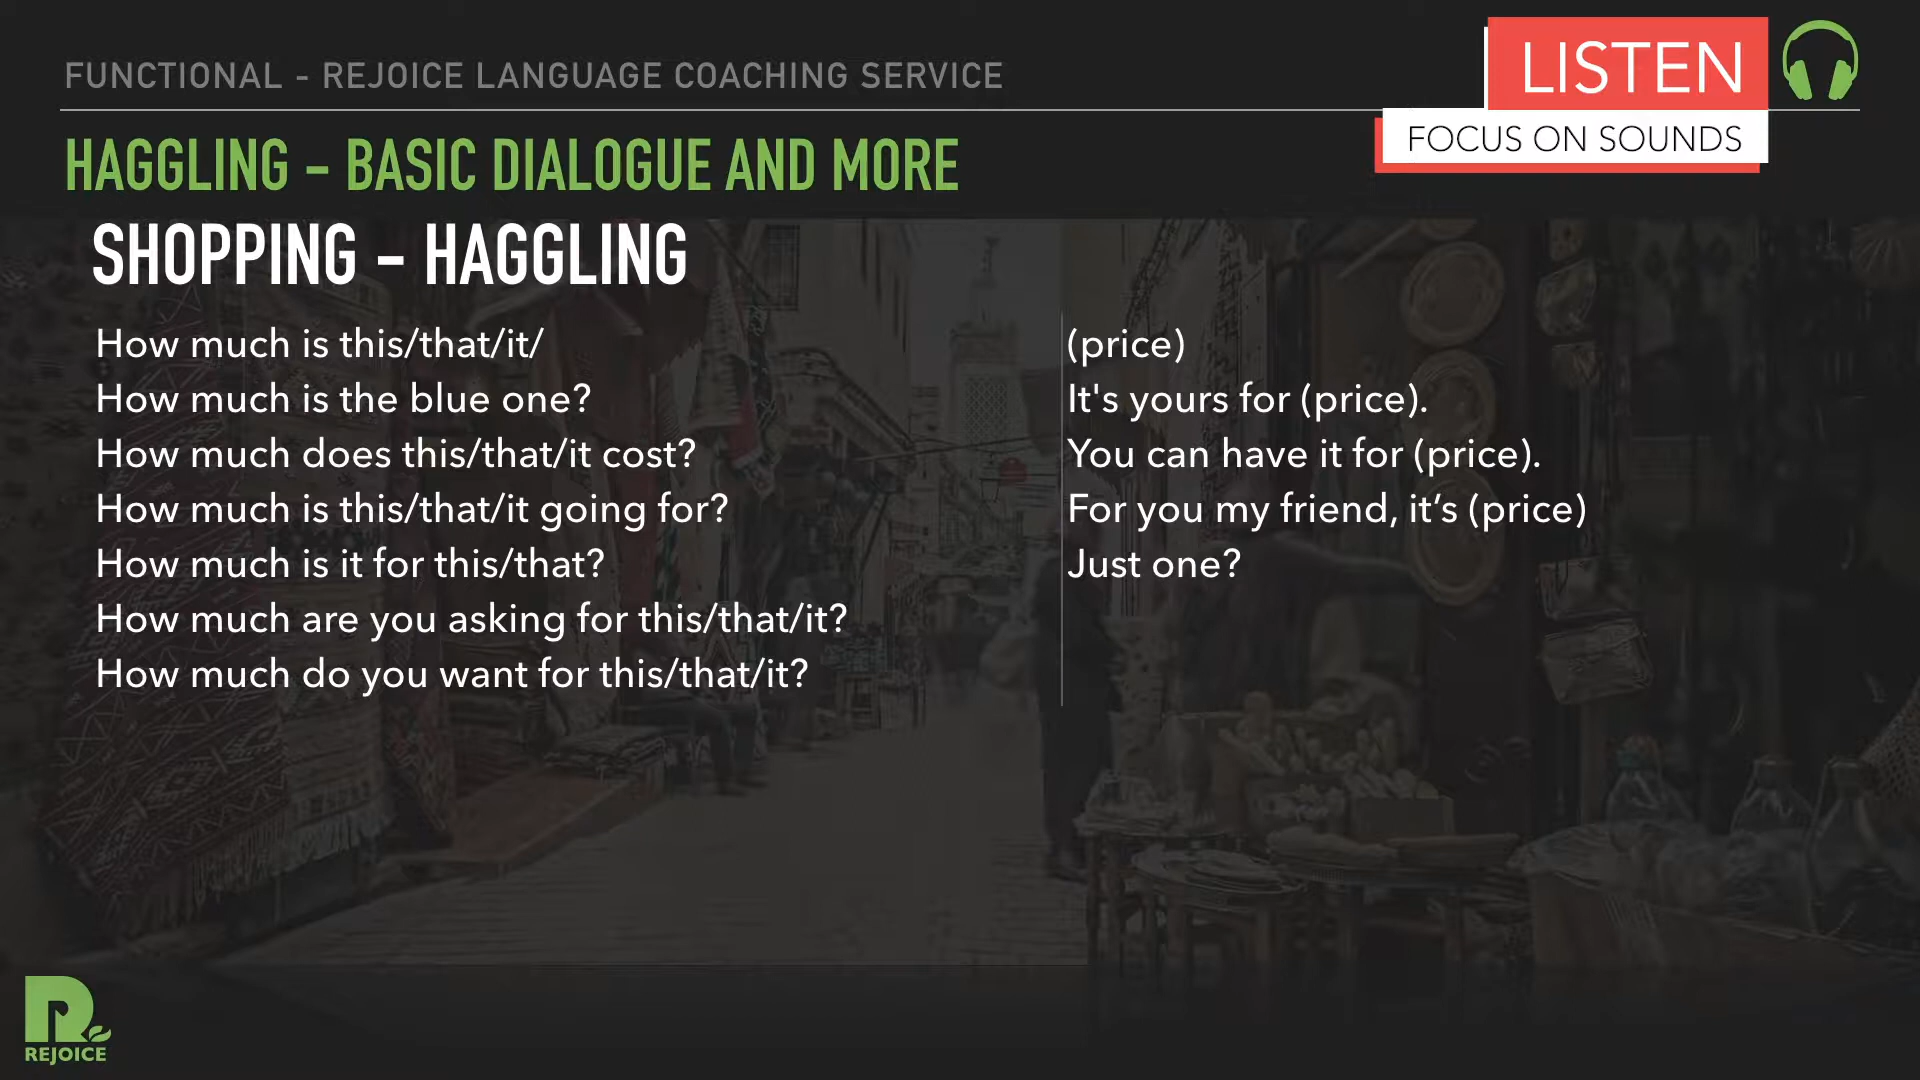 FUNCTIONAL - REJOICE LANGUAGE COACHING SERVICE
LISTEN
FOCUS ON SOUNDS
HAGGLING - BASIC DIALOGUE AND MORE
SHOPPING - HAGGLING
How much is this/that/it/
How much is the blue one?
How much does this/that/it cost?
How much is this/that/it going for?
How much is it for this/that?
How much are you asking for this/that/it?
How much do you want for this/that/it?
(price)
It's yours for (price).
You can have it for (price).
For you my friend, it’s (price)
Just one?
REJOICE